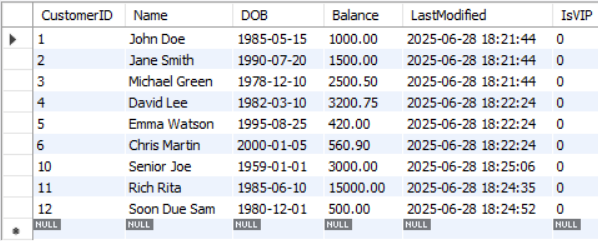 CustomerID Name DOB Balance LastModified IsVIP
1 John Doe 1985-05-15 1000.00 2025-06-28 18:21:44 0
2 Jane Smith 1990-07-20 1500.00 2025-06-28 18:21:44 0
3 Michael Green 1978-12-10 2500.50 2025-06-28 18:21:44 0
4 David Lee 1982-03-10 3200.75 2025-06-28 18:22:24 0
5 Emma Watson 1995-08-25 420.00 2025-06-28 18:22:24 0
6 Chris Martin 2000-01-05 560.90 2025-06-28 18:22:24 0
10 Senior Joe 1959-01-01 3000.00 2025-06-28 18:25:06 0
11 Rich Rita 1985-06-10 15000.00 2025-06-28 18:24:35 0
12 Soon Due Sam 1980-12-01 500.00 2025-06-28 18:24:52 0
NULL NULL NULL NULL NULL NULL